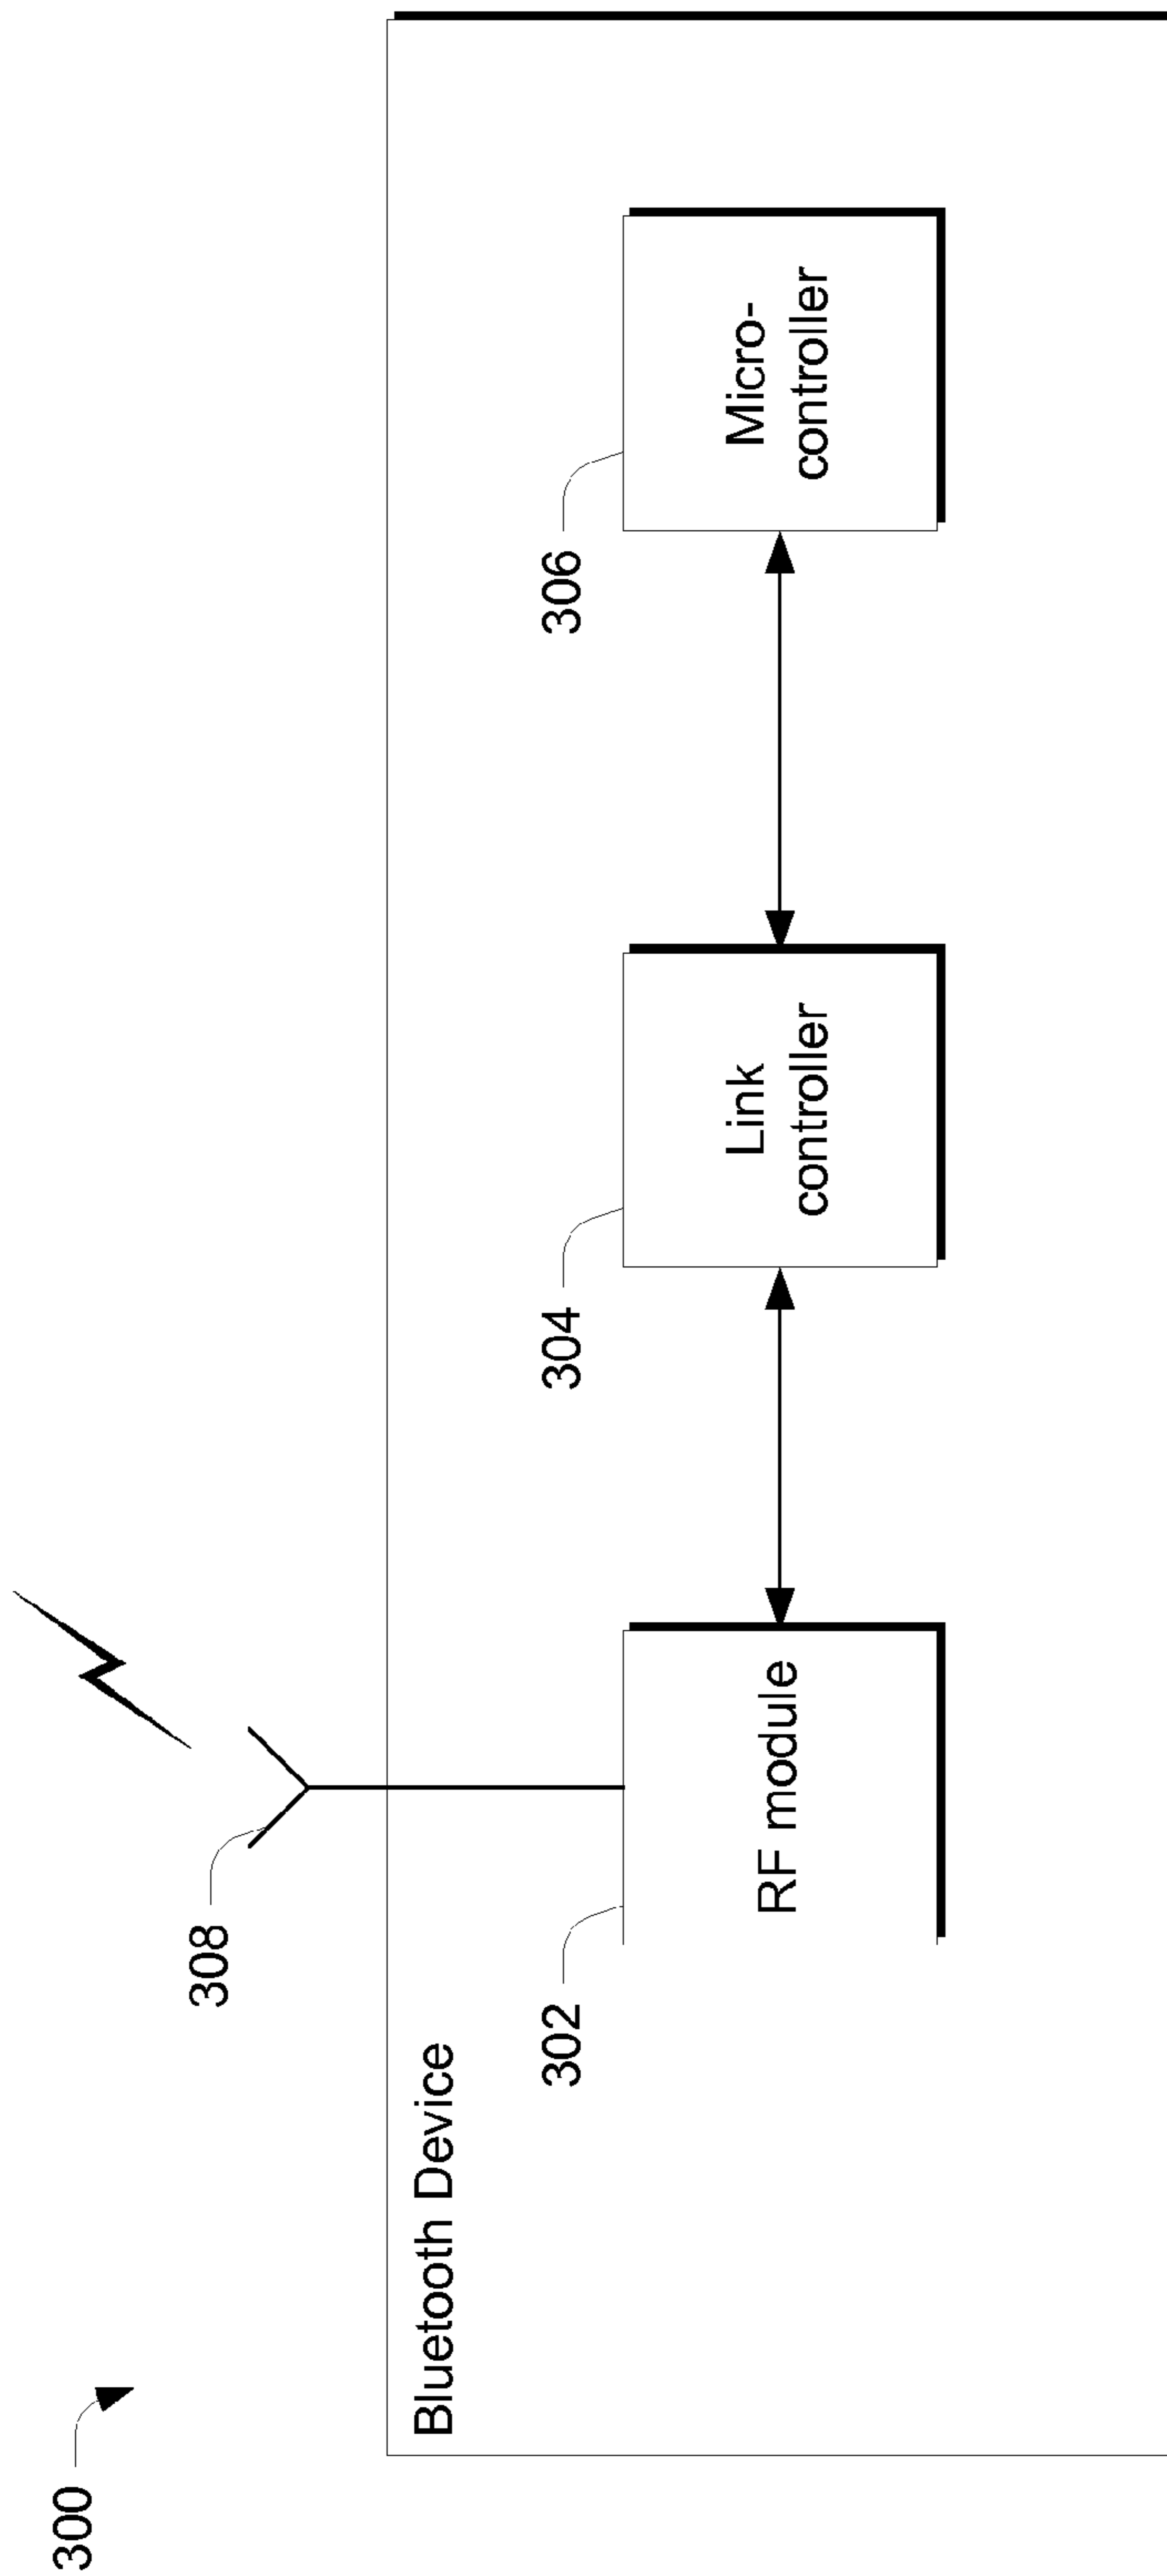 300
308
Bluetooth Device
302
304
306
RF module
Link
controller
Micro-
controller